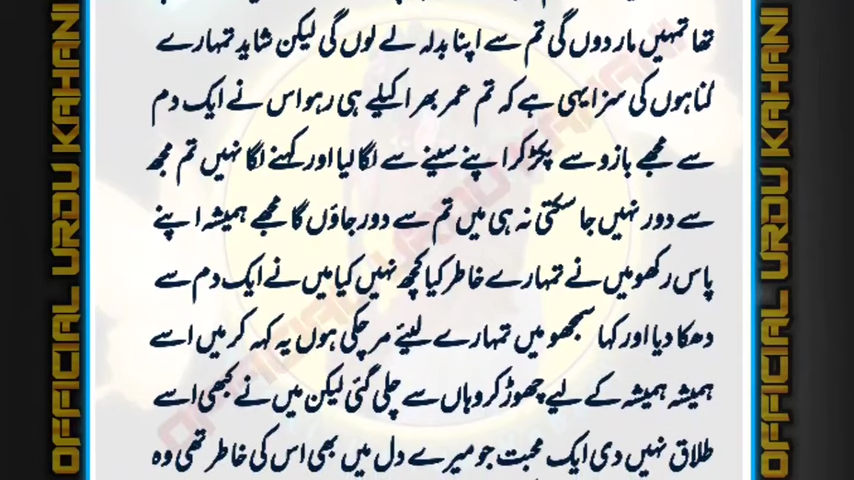 تھا تمہیں مار دوں گی تم سے اپنا بدلہ لے لوں گی لیکن شاید تمہارے
گناہوں کی سزا یہی ہے کہ تم عمر بھر اکیلے ہی رہو اس نے ایک دم
سے مجھے بازو سے پکڑ کر اپنے سینے سے لگا لیا اور کہنے لگا نہیں تم مجھ
سے دور نہیں جا سکتی نہ ہی میں تم سے دور جاؤں گا مجھے ہمیشہ اپنے
پاس رکھو میں نے تمہارے خاطر کیا کچھ نہیں کیا میں نے ایک دم سے
دھکا دیا اور کہا سمجھو میں تمہارے لیئے مر چکی ہوں یہ کہہ کر میں اسے
ہمیشہ ہمیشہ کے لیے چھوڑ کر وہاں سے چلی گئی لیکن میں نے کبھی اسے
طلاق نہیں دی ایک محبت جو میرے دل میں بھی اس کی خاطر تھی وہ
OFFICIAL URDU KAHANI
OFFICIAL URDU KAHANI